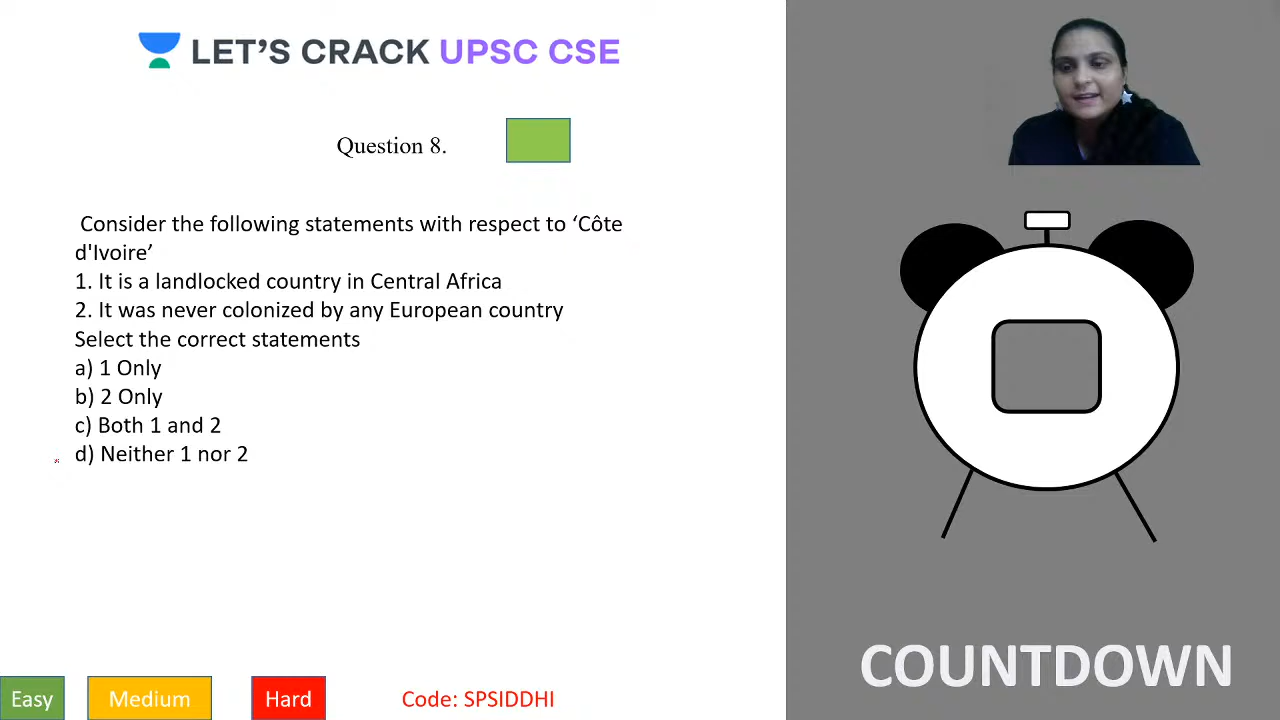 LET'S CRACK UPSC CSE
Question 8.
Consider the following statements with respect to ‘Côte
d'Ivoire’
1. It is a landlocked country in Central Africa
2. It was never colonized by any European country
Select the correct statements
a) 1 Only
b) 2 Only
c) Both 1 and 2
d) Neither 1 nor 2
Easy
Medium
Hard
Code: SPSIDDHI
COUNTDOWN